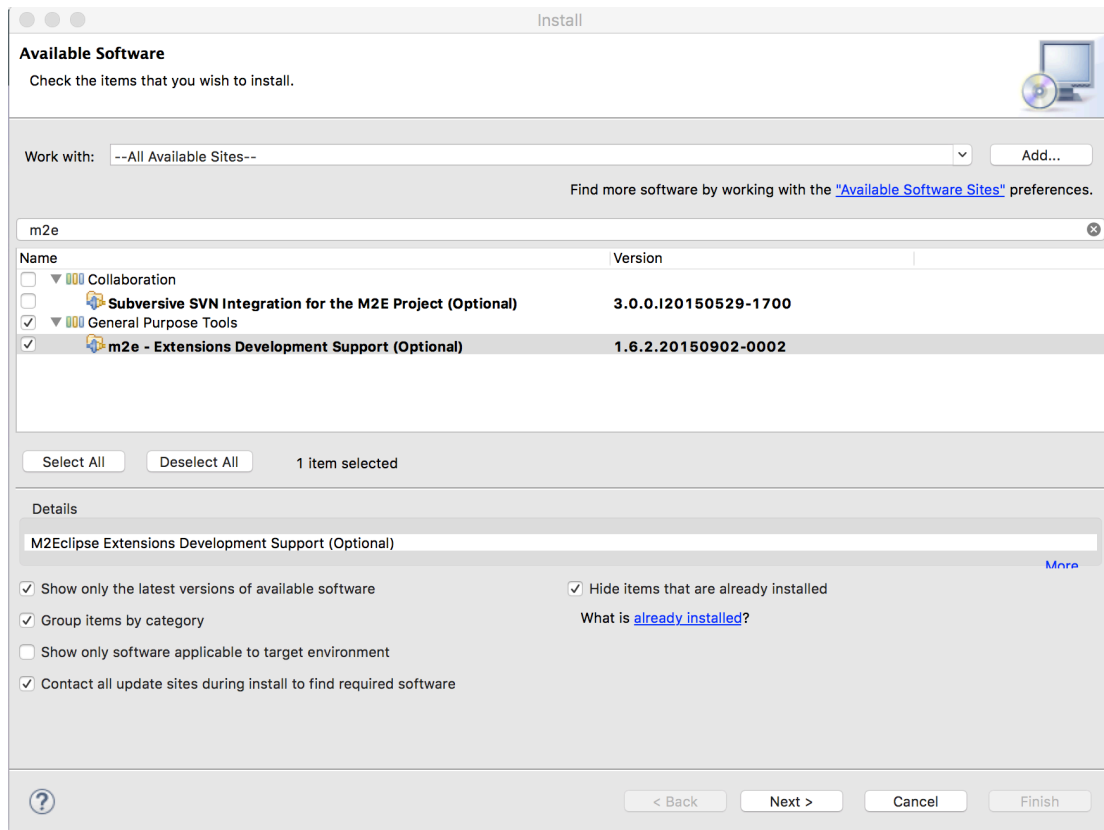 Install
Available Software
Check the items that you wish to install.
Work with: --All Available Sites-- Add...
Find more software by working with the "Available Software Sites" preferences.
m2e
Name Version
Collaboration
Subversive SVN Integration for the M2E Project (Optional) 3.0.0.I20150529-1700
General Purpose Tools
m2e - Extensions Development Support (Optional) 1.6.2.20150902-0002
Select All Deselect All 1 item selected
Details
M2Eclipse Extensions Development Support (Optional)
More
Show only the latest versions of available software Hide items that are already installed
Group items by category What is already installed?
Show only software applicable to target environment
Contact all update sites during install to find required software
? < Back Next > Cancel Finish